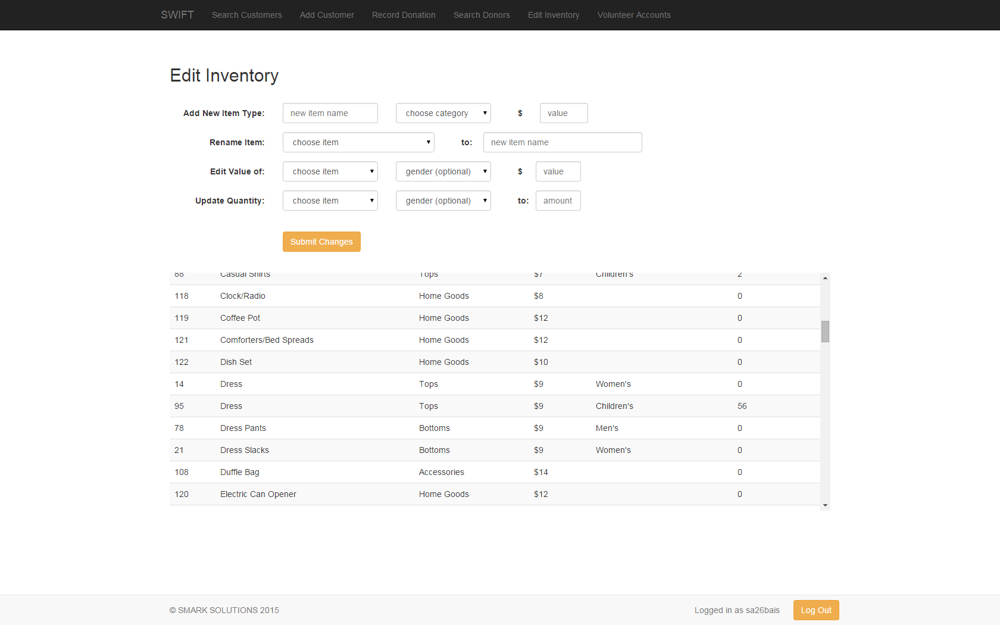 SWIFT Search Customers Add Customer Record Donation Search Donors Edit Inventory Volunteer Accounts
Edit Inventory
Add New Item Type: new item name choose category $ value
Rename Item: choose item to: new item name
Edit Value of: choose item gender (optional) $ value
Update Quantity: choose item gender (optional) to: amount
Submit Changes
88 Casual Shirts Tops $7 Children's 2
118 Clock/Radio Home Goods $8 0
119 Coffee Pot Home Goods $12 0
121 Comforters/Bed Spreads Home Goods $12 0
122 Dish Set Home Goods $10 0
14 Dress Tops $9 Women's 0
95 Dress Tops $9 Children's 56
78 Dress Pants Bottoms $9 Men's 0
21 Dress Slacks Bottoms $9 Women's 0
108 Duffle Bag Accessories $14 0
120 Electric Can Opener Home Goods $12 0
© SMARK SOLUTIONS 2015 Logged in as sa26bais Log Out